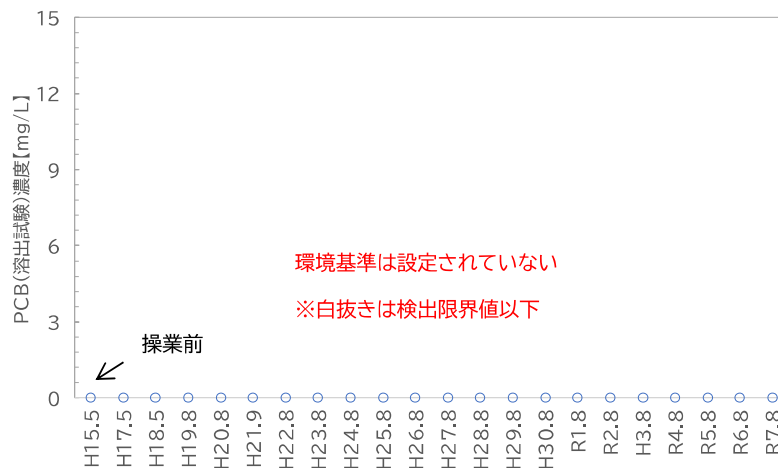 15
12
9
6
3
0
PCB(溶出試験)濃度【mg/L】
環境基準は設定されていない
※白抜きは検出限界値以下
操業前
H15.5
H17.5
H18.5
H19.8
H20.8
H21.9
H22.8
H23.8
H24.8
H25.8
H26.8
H27.8
H28.8
H29.8
H30.8
R1.8
R2.8
H3.8
R4.8
R5.8
R6.8
R7.8